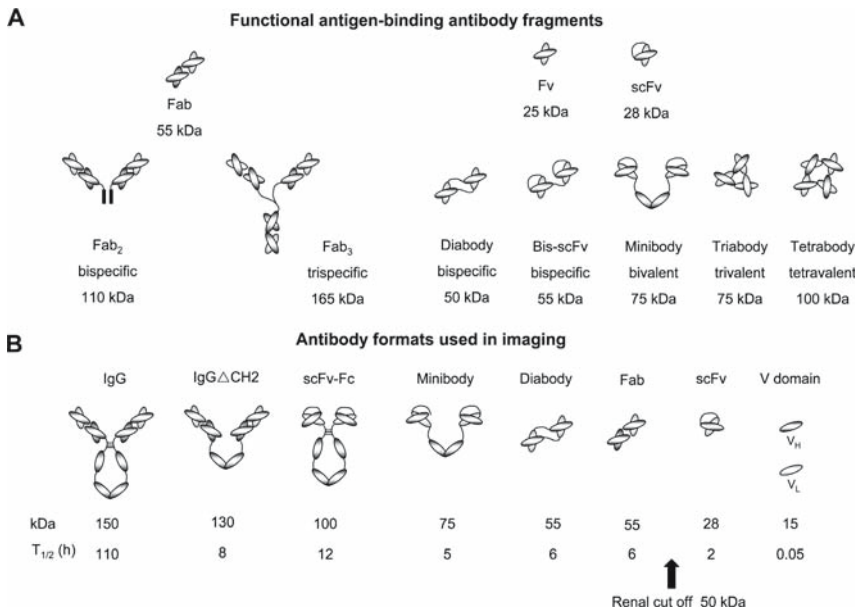 A
Functional antigen-binding antibody fragments
Fab
55 kDa
Fv
25 kDa
scFv
28 kDa
Fab2
bispecific
110 kDa
Fab3
trispecific
165 kDa
Diabody
bispecific
50 kDa
Bis-scFv
bispecific
55 kDa
Minibody
bivalent
75 kDa
Triabody
trivalent
75 kDa
Tetrabody
tetravalent
100 kDa
B
Antibody formats used in imaging
IgG IgG△CH2 scFv-Fc Minibody Diabody Fab scFv V domain
VH
VL
kDa 150 130 100 75 55 55 28 15
T1/2 (h) 110 8 12 5 6 6 2 0.05
Renal cut off 50 kDa